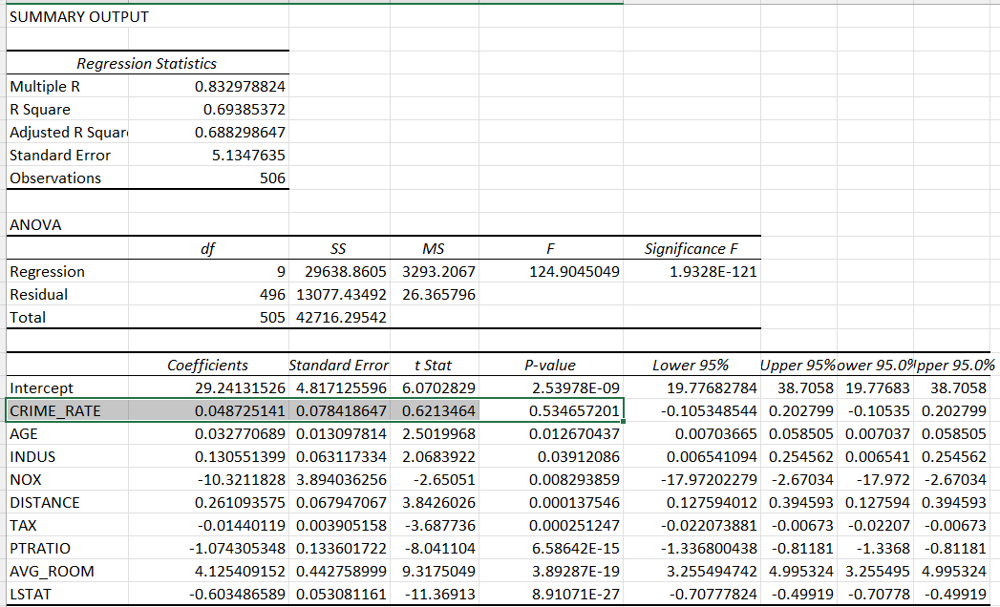 SUMMARY OUTPUT
Regression Statistics
Multiple R 0.832978824
R Square 0.69385372
Adjusted R Squar 0.688298647
Standard Error 5.1347635
Observations 506
ANOVA
df SS MS F Significance F
Regression 9 29638.8605 3293.2067 124.9045049 1.9328E-121
Residual 496 13077.43492 26.365796
Total 505 42716.29542
Coefficients Standard Error t Stat P-value Lower 95% Upper 95% ower 95.0% pper 95.0%
Intercept 29.24131526 4.817125596 6.0702829 2.53978E-09 19.77682784 38.7058 19.77683 38.7058
CRIME_RATE 0.048725141 0.078418647 0.6213464 0.534657201 -0.105348544 0.202799 -0.10535 0.202799
AGE 0.032770689 0.013097814 2.5019968 0.012670437 0.00703665 0.058505 0.007037 0.058505
INDUS 0.130551399 0.063117334 2.0683922 0.03912086 0.006541094 0.254562 0.006541 0.254562
NOX -10.3211828 3.894036256 -2.65051 0.008293859 -17.97202279 -2.67034 -17.972 -2.67034
DISTANCE 0.261093575 0.067947067 3.8426026 0.000137546 0.127594012 0.394593 0.127594 0.394593
TAX -0.01440119 0.003905158 -3.687736 0.000251247 -0.022073881 -0.00673 -0.02207 -0.00673
PTRATIO -1.074305348 0.133601722 -8.041104 6.58642E-15 -1.336800438 -0.81181 -1.3368 -0.81181
AVG_ROOM 4.125409152 0.442758999 9.3175049 3.89287E-19 3.255494742 4.995324 3.255495 4.995324
LSTAT -0.603486589 0.053081161 -11.36913 8.91071E-27 -0.70777824 -0.49919 -0.70778 -0.49919